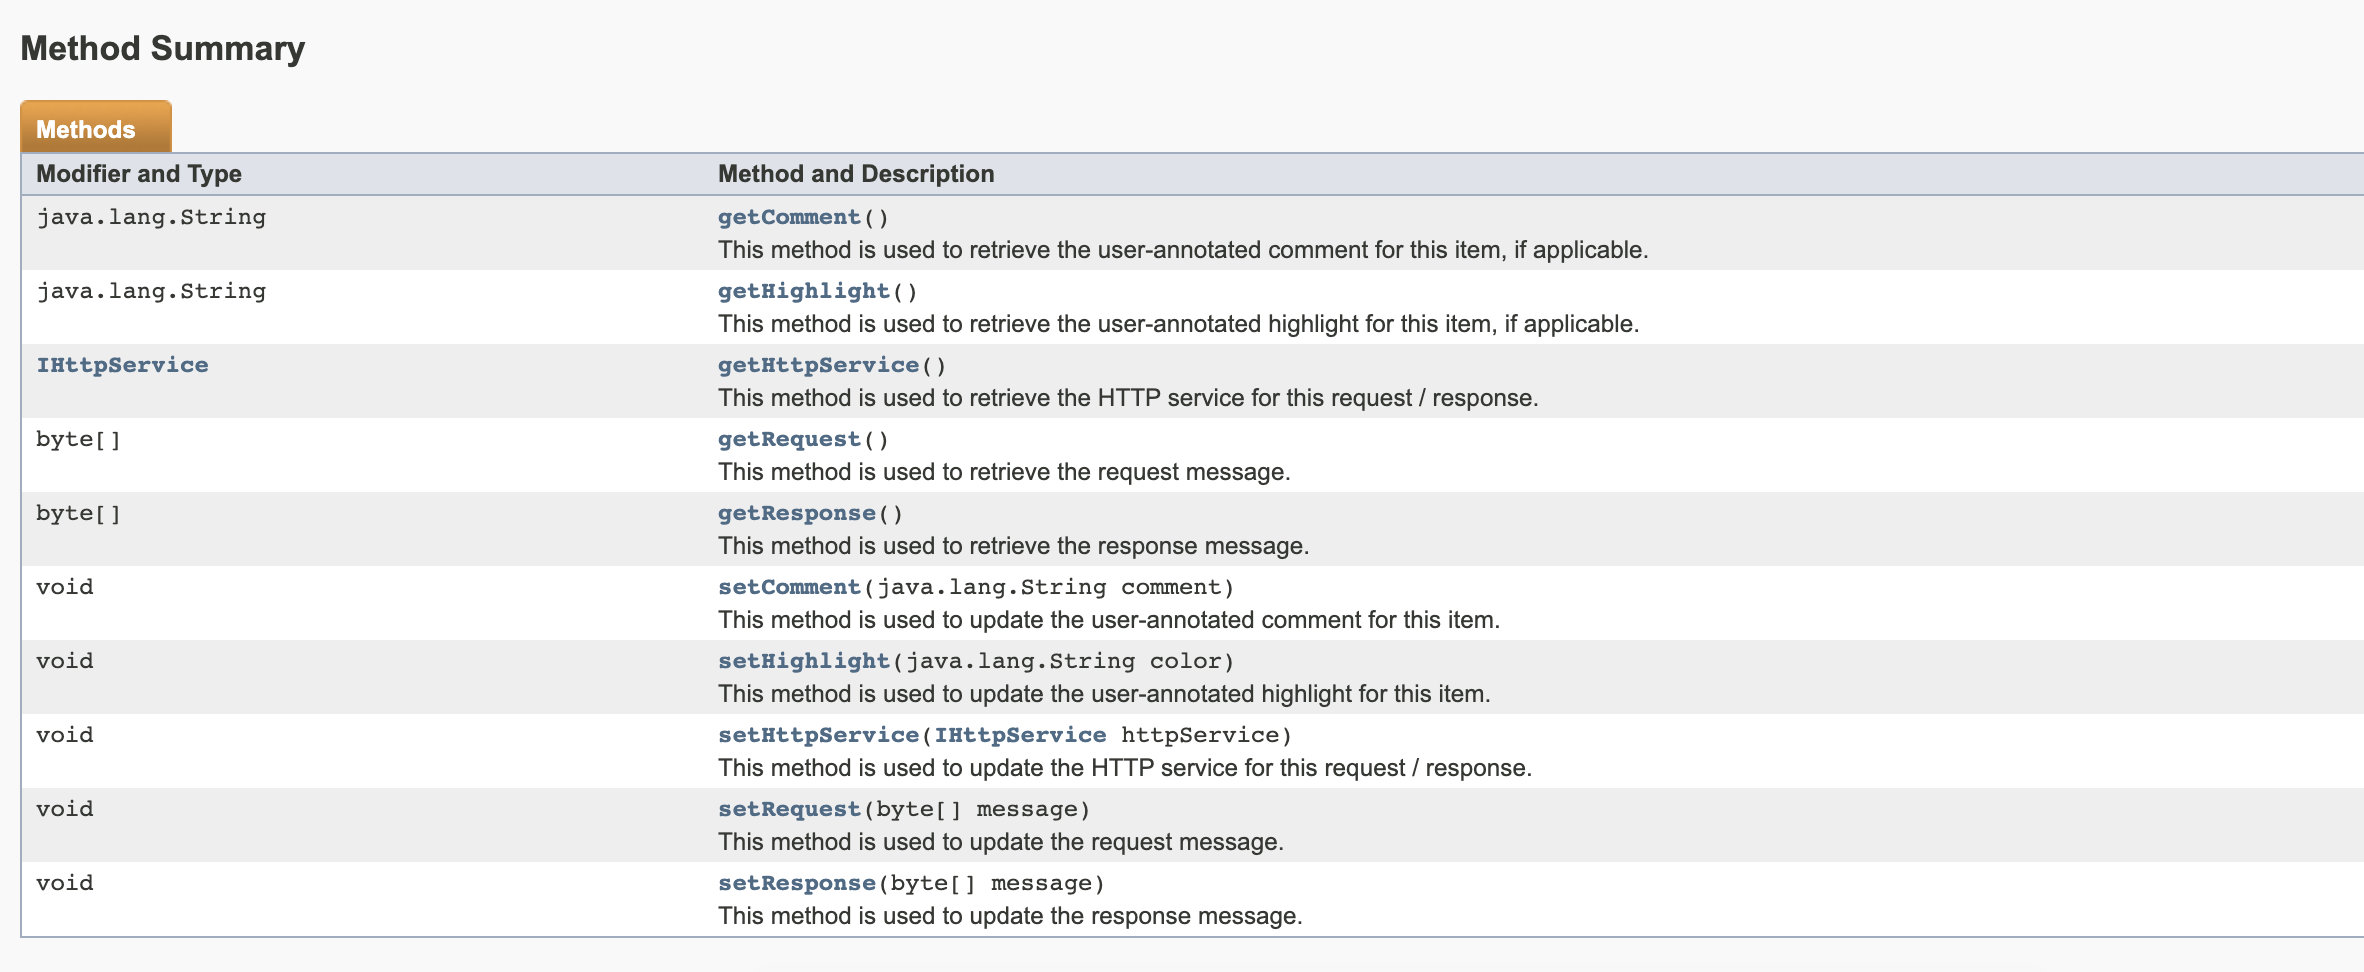 Method Summary
Methods
Modifier and Type Method and Description
java.lang.String getComment()
This method is used to retrieve the user-annotated comment for this item, if applicable.
java.lang.String getHighlight()
This method is used to retrieve the user-annotated highlight for this item, if applicable.
IHttpService getHttpService()
This method is used to retrieve the HTTP service for this request / response.
byte[] getRequest()
This method is used to retrieve the request message.
byte[] getResponse()
This method is used to retrieve the response message.
void setComment(java.lang.String comment)
This method is used to update the user-annotated comment for this item.
void setHighlight(java.lang.String color)
This method is used to update the user-annotated highlight for this item.
void setHttpService(IHttpService httpService)
This method is used to update the HTTP service for this request / response.
void setRequest(byte[] message)
This method is used to update the request message.
void setResponse(byte[] message)
This method is used to update the response message.